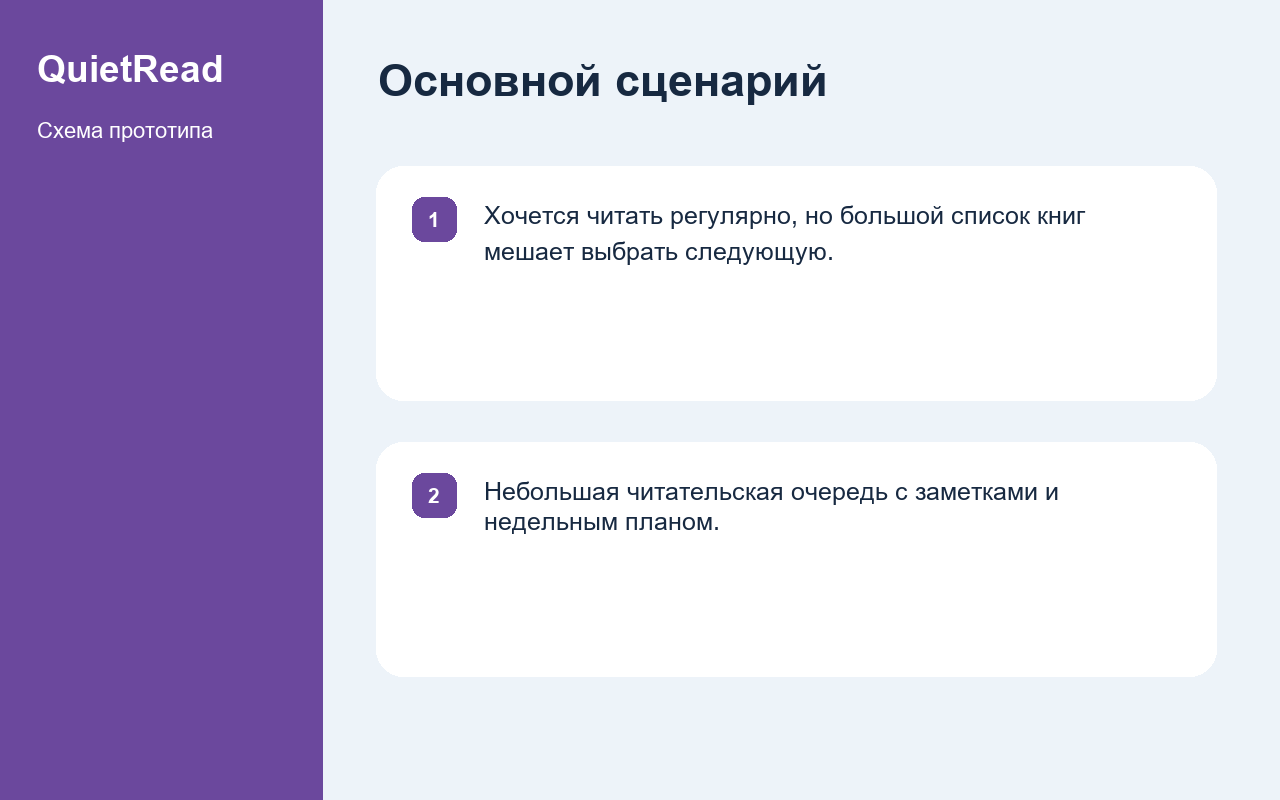 QuietRead
Схема прототипа
Основной сценарий
1
Хочется читать регулярно, но большой список книг
мешает выбрать следующую.
2
Небольшая читательская очередь с заметками и
недельным планом.